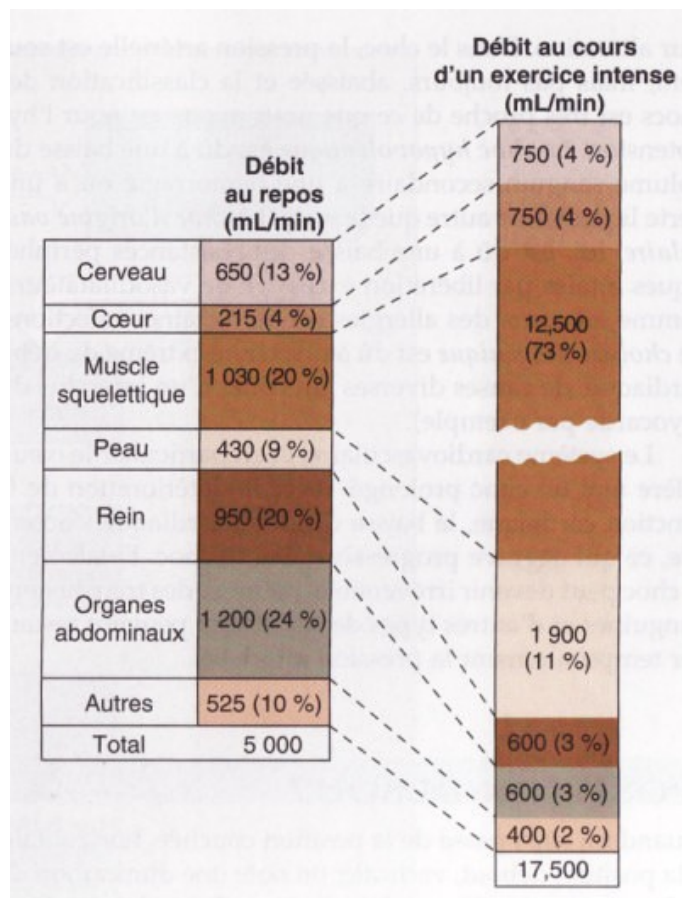 Débit au cours
d'un exercice intense
(mL/min)
750 (4 %)
750 (4 %)
12,500
(73 %)
1 900
(11 %)
600 (3 %)
600 (3 %)
400 (2 %)
17,500
Débit
au repos
(mL/min)
Cerveau 650 (13 %)
Cœur 215 (4 %)
Muscle
squelettique 1 030 (20 %)
Peau 430 (9 %)
Rein 950 (20 %)
Organes
abdominaux 1 200 (24 %)
Autres 525 (10 %)
Total 5 000